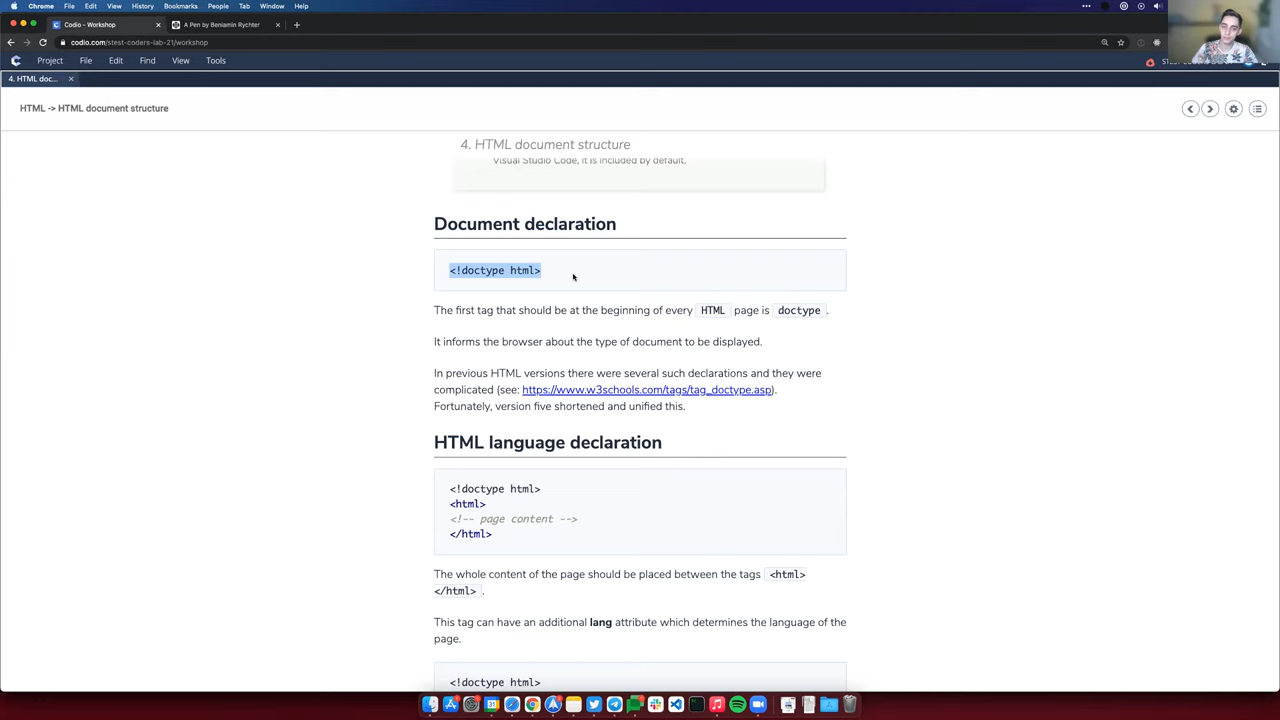 Chrome File Edit View History Bookmarks People Tab Window Help
Codio - Workshop
A Pen by Beniamin Rychter
codio.com/stest-coders-lab-21/workshop
Project File Edit Find View Tools
4. HTML doc...
HTML -> HTML document structure
4. HTML document structure
Visual Studio Code, it is included by default.
Document declaration
<!doctype html>
The first tag that should be at the beginning of every HTML page is doctype .
It informs the browser about the type of document to be displayed.
In previous HTML versions there were several such declarations and they were
complicated (see: https://www.w3schools.com/tags/tag_doctype.asp).
Fortunately, version five shortened and unified this.
HTML language declaration
<!doctype html>
<html>
<!-- page content -->
</html>
The whole content of the page should be placed between the tags <html>
</html> .
This tag can have an additional lang attribute which determines the language of the
page.
<!doctype html>